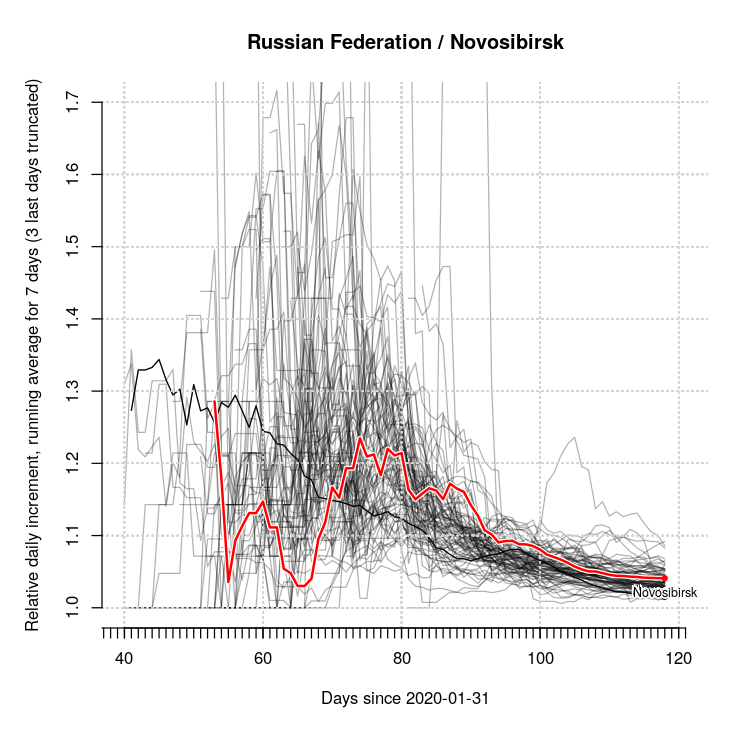 Russian Federation / Novosibirsk
Relative daily increment, running average for 7 days (3 last days truncated)
1.7
1.6
1.5
1.4
1.3
1.2
1.1
1.0
Novosibirsk
40 60 80 100 120
Days since 2020-01-31